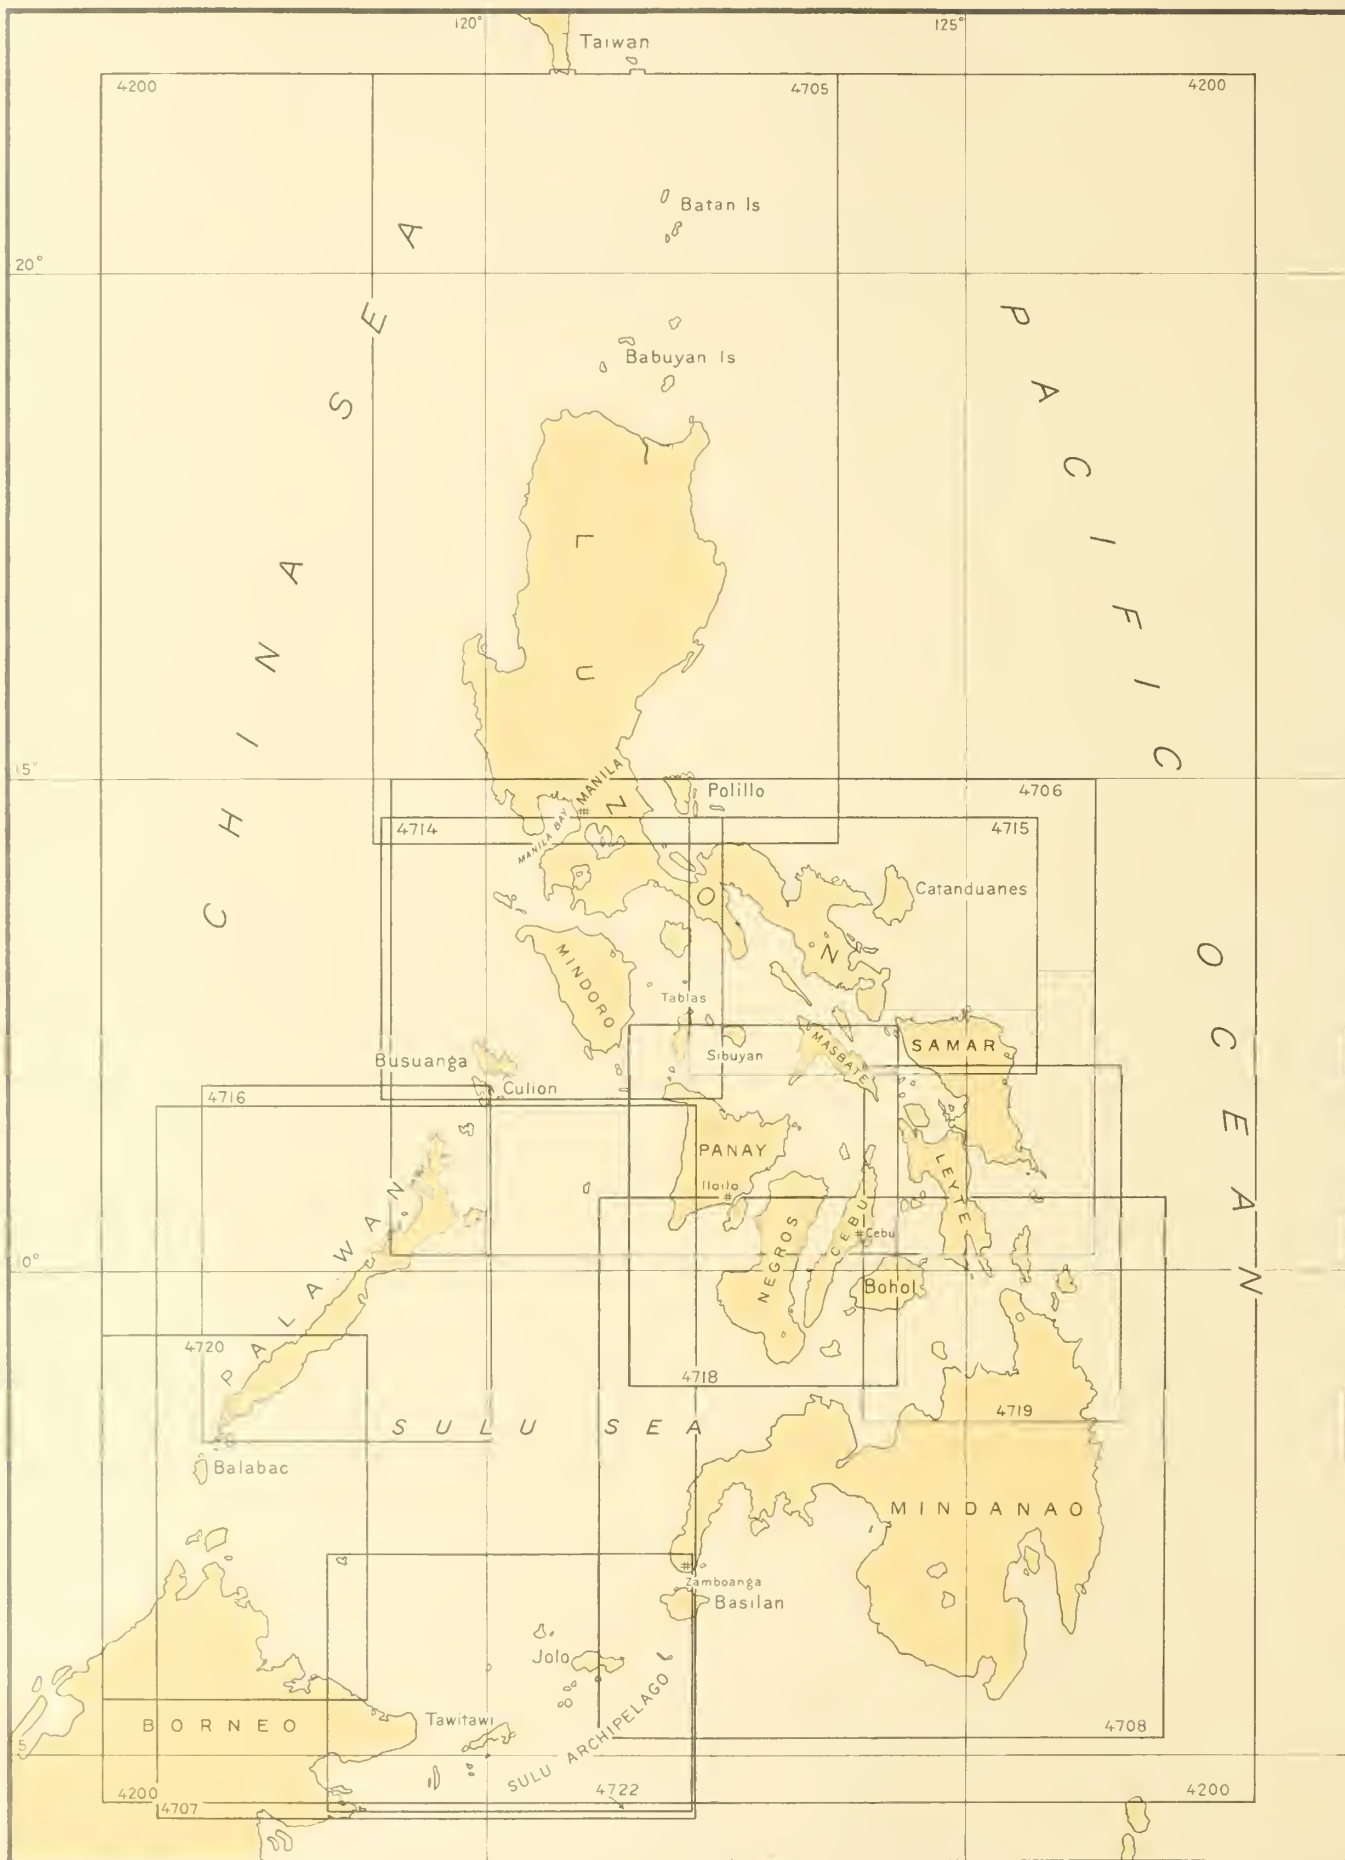 120°
125°
Taiwan
4200
4705
4200
Batan Is
20°
CHINA SEA
PACIFIC OCEAN
Babuyan Is
LUZON
15°
MANILA
Polillo
4706
4714
MANILA BAY
4715
Catanduanes
MINDORO
Tablas
Sibuyan
MASBATE
SAMAR
Busuanga
Culion
4716
PANAY
Iloilo
LEYTE
PALAWAN
NEGROS
CEBU
Cebu
10°
Bohol
4720
4718
4719
SULU SEA
Balabac
MINDANAO
Zamboanga
Basilan
Jolo
BORNEO
Tawitawi
SULU ARCHIPELAGO
4708
5
4200
4722
4200
4707